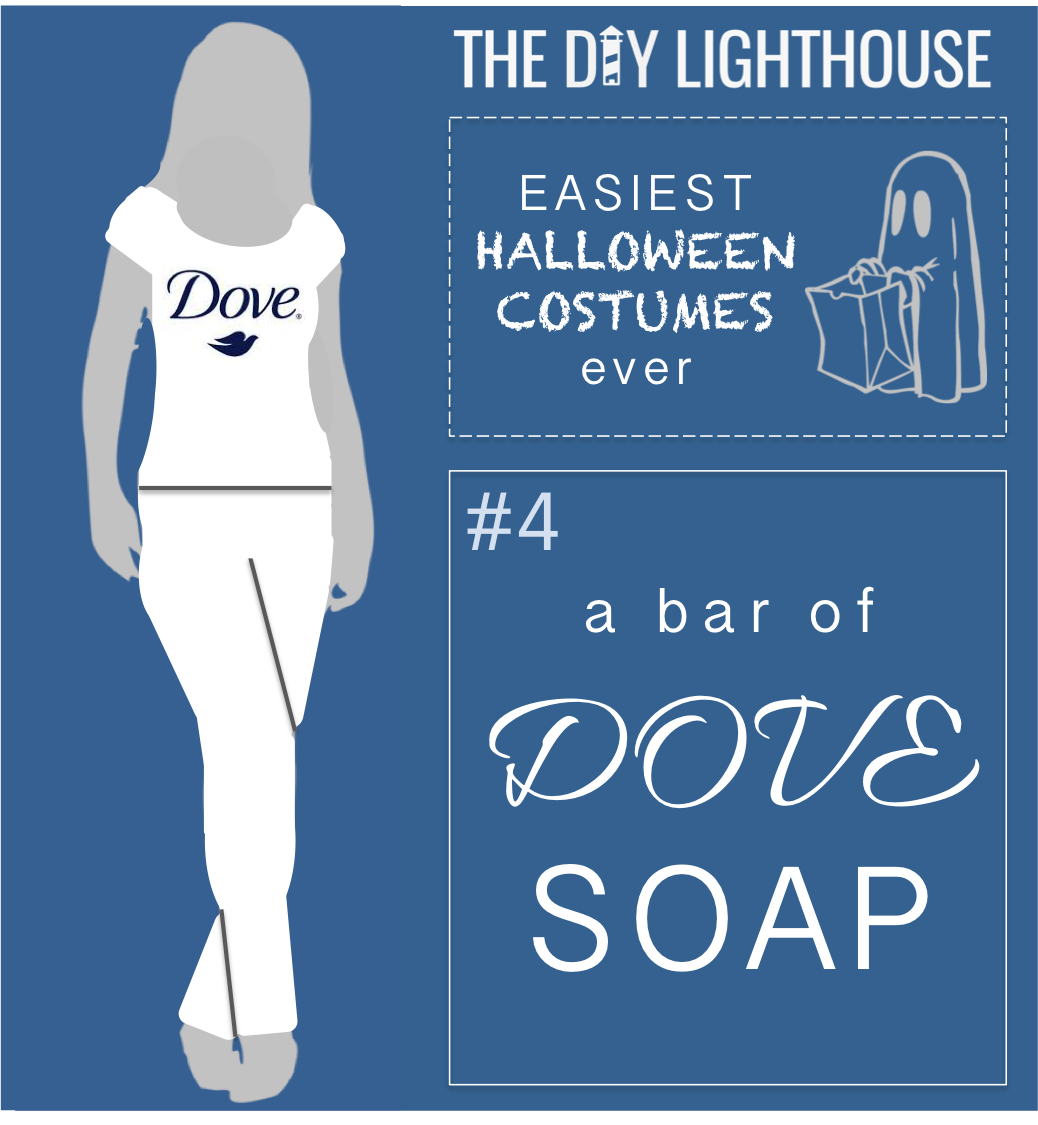 THE DIY LIGHTHOUSE
EASIEST
HALLOWEEN
COSTUMES
ever
Dove®
#4
a bar of
DOVE
SOAP